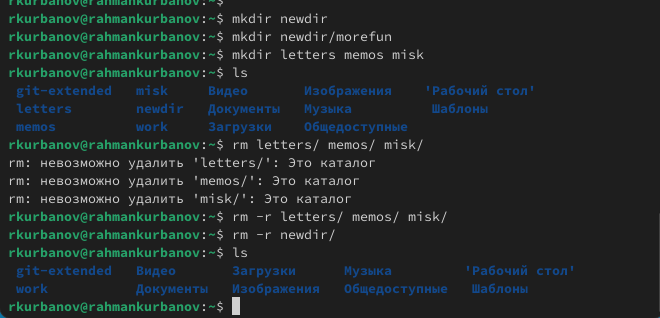 rkurbanov@rahmankurbanov:~$ mkdir newdir
rkurbanov@rahmankurbanov:~$ mkdir newdir/morefun
rkurbanov@rahmankurbanov:~$ mkdir letters memos misk
rkurbanov@rahmankurbanov:~$ ls
git-extended misk Видео Изображения 'Рабочий стол'
letters newdir Документы Музыка Шаблоны
memos work Загрузки Общедоступные
rkurbanov@rahmankurbanov:~$ rm letters/ memos/ misk/
rm: невозможно удалить 'letters/': Это каталог
rm: невозможно удалить 'memos/': Это каталог
rm: невозможно удалить 'misk/': Это каталог
rkurbanov@rahmankurbanov:~$ rm -r letters/ memos/ misk/
rkurbanov@rahmankurbanov:~$ rm -r newdir/
rkurbanov@rahmankurbanov:~$ ls
git-extended Видео Загрузки Музыка 'Рабочий стол'
work Документы Изображения Общедоступные Шаблоны
rkurbanov@rahmankurbanov:~$